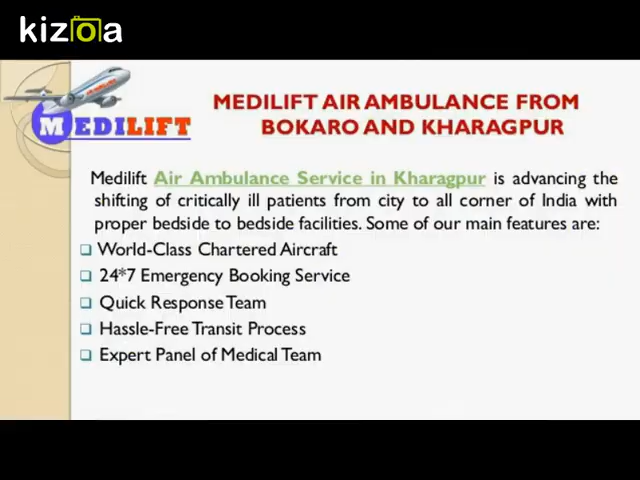 kizoa
MEDILIFT
MEDILIFT AIR AMBULANCE FROM
BOKARO AND KHARAGPUR
Medilift Air Ambulance Service in Kharagpur is advancing the
shifting of critically ill patients from city to all corner of India with
proper bedside to bedside facilities. Some of our main features are:
World-Class Chartered Aircraft
24*7 Emergency Booking Service
Quick Response Team
Hassle-Free Transit Process
Expert Panel of Medical Team